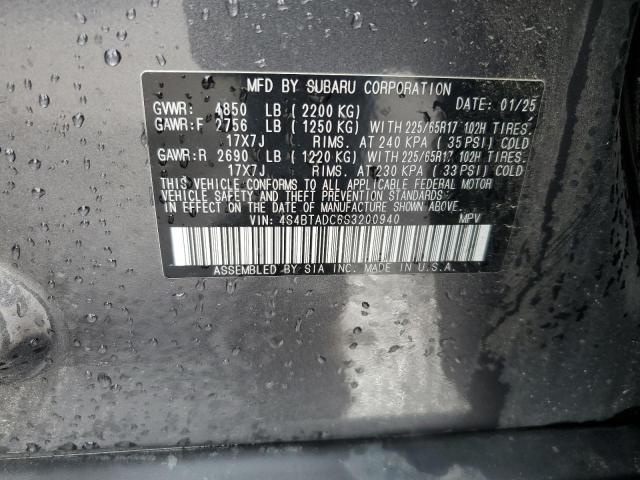 MFD BY SUBARU CORPORATION
GVWR: 4850 LB ( 2200 KG) DATE: 01/25
GAWR:F 2756 LB ( 1250 KG) WITH 225/65R17 102H TIRES.
17X7J RIMS. AT 240 KPA ( 35 PSI) COLD
GAWR:R 2690 LB ( 1220 KG) WITH 225/65R17 102H TIRES.
17X7J RIMS. AT 230 KPA ( 33 PSI) COLD
THIS VEHICLE CONFORMS TO ALL APPLICABLE FEDERAL MOTOR
VEHICLE SAFETY AND THEFT PREVENTION STANDARDS IN
EFFECT ON THE DATE OF MANUFACTURE SHOWN ABOVE.
VIN: 4S4BTADC6S3200940 MPV
ASSEMBLED BY SIA INC. MADE IN U.S.A.